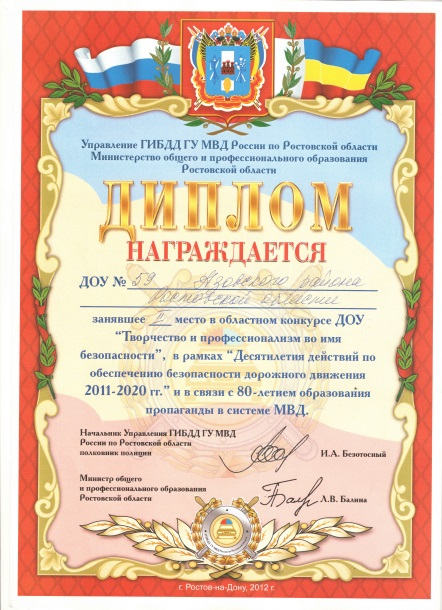 Управление ГИБДД ГУ МВД России по Ростовской области
Министерство общего и профессионального образования
Ростовской области
ДИПЛОМ
НАГРАЖДАЕТСЯ
ДОУ № 59 Азовского района
Ростовской области
занявшее II место в областном конкурсе ДОУ
“Творчество и профессионализм во имя
безопасности”, в рамках “Десятилетия действий по
обеспечению безопасности дорожного движения
2011-2020 гг.” и в связи с 80-летием образования
пропаганды в системе МВД.
Начальник Управления ГИБДД ГУ МВД
России по Ростовской области
полковник полиции
И.А. Безотосный
Министр общего
и профессионального образования
Ростовской области
Л.В. Балина
г. Ростов-на-Дону, 2012 г.